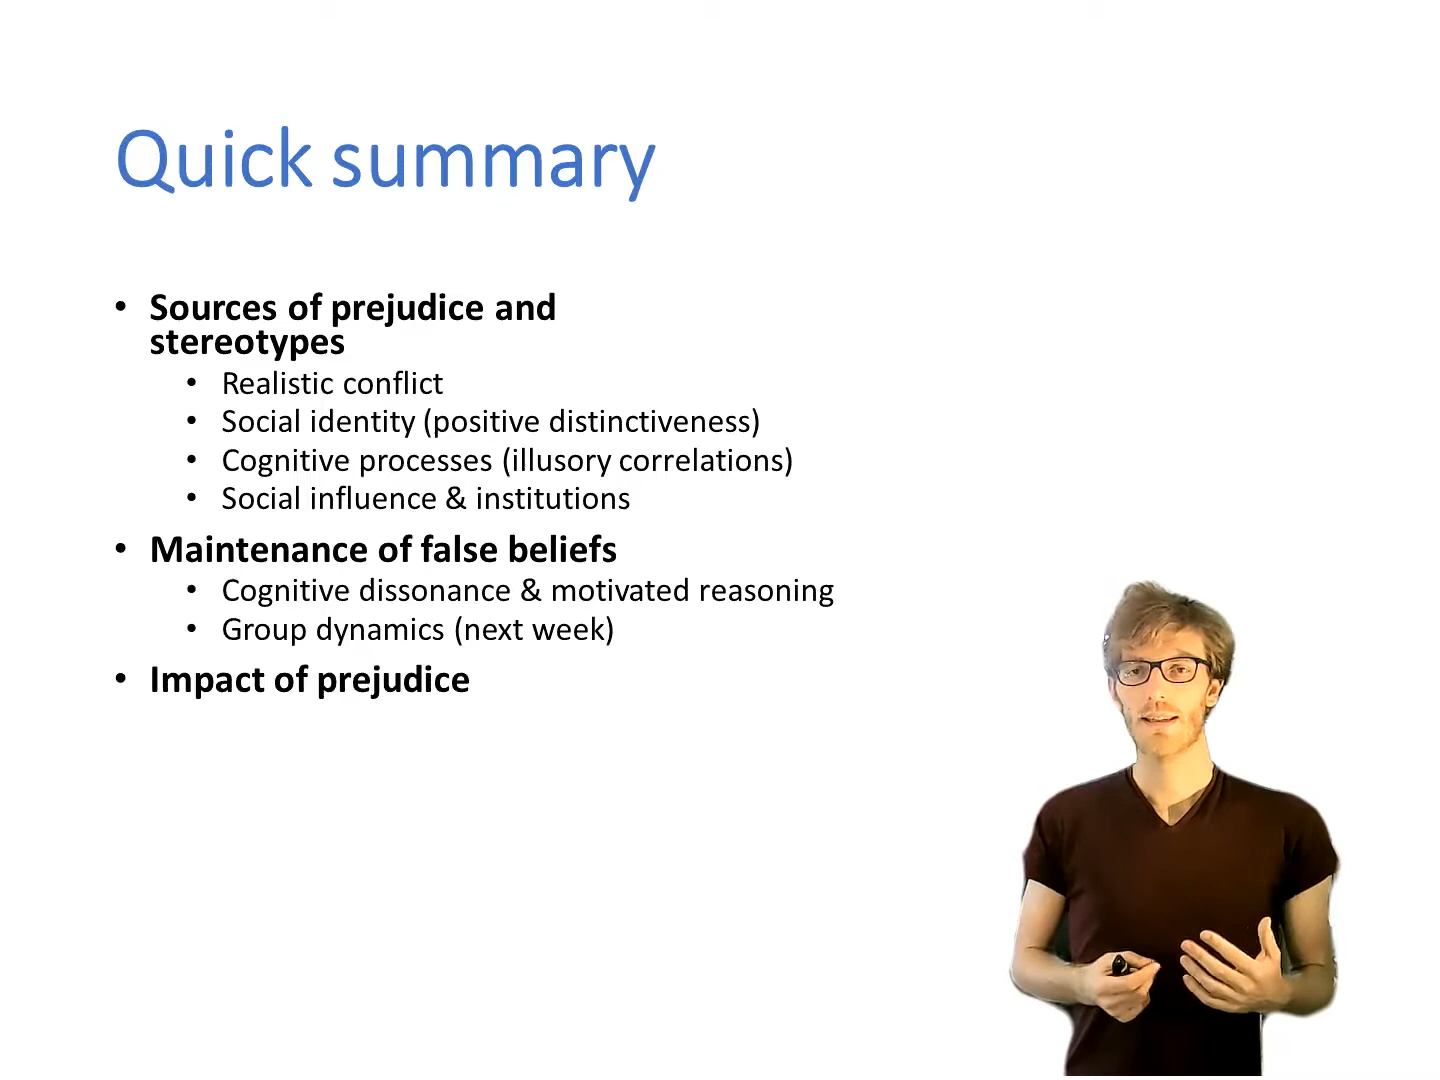 Quick summary
• Sources of prejudice and
stereotypes
• Realistic conflict
• Social identity (positive distinctiveness)
• Cognitive processes (illusory correlations)
• Social influence & institutions
• Maintenance of false beliefs
• Cognitive dissonance & motivated reasoning
• Group dynamics (next week)
• Impact of prejudice